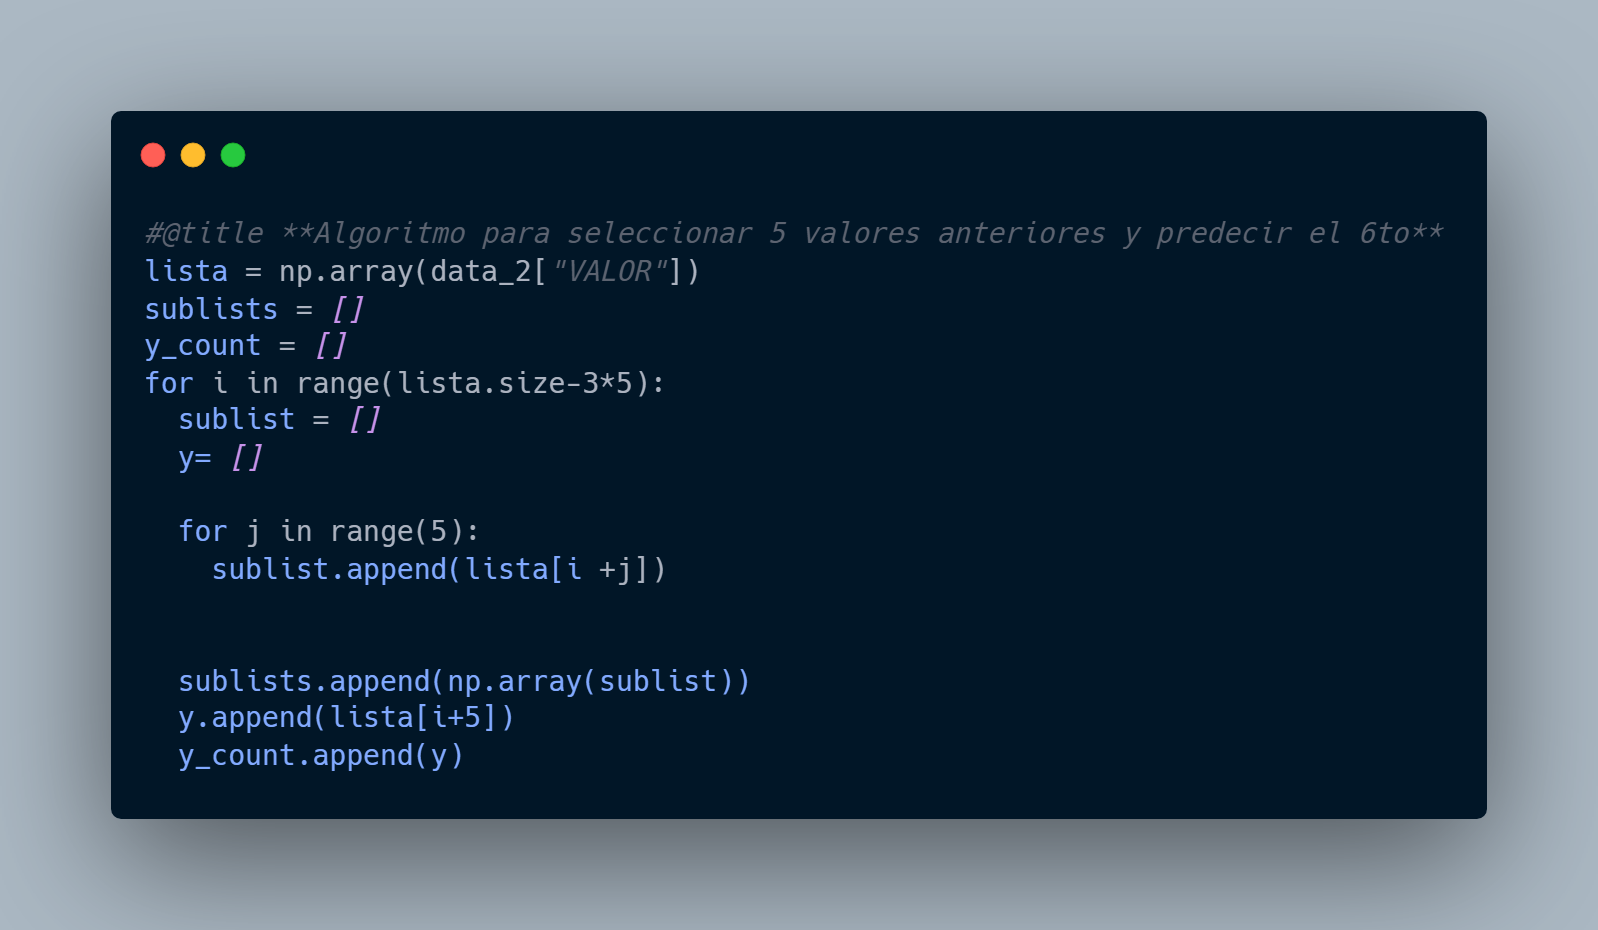 #@title **Algoritmo para seleccionar 5 valores anteriores y predecir el 6to**
lista = np.array(data_2["VALOR"])
sublists = []
y_count = []
for i in range(lista.size-3*5):
  sublist = []
  y= []

  for j in range(5):
    sublist.append(lista[i +j])


  sublists.append(np.array(sublist))
  y.append(lista[i+5])
  y_count.append(y)